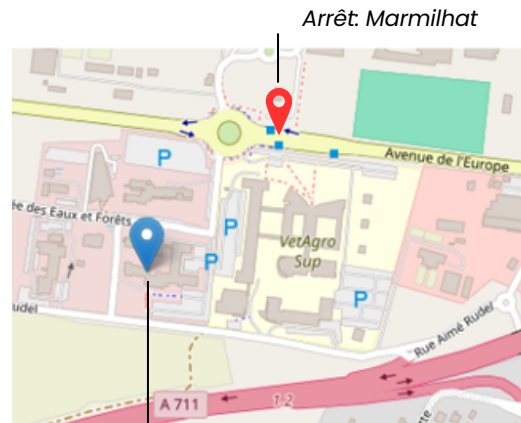 Arrêt: Marmilhat
Avenue de l'Europe
P
ée des Eaux et Forêts
P
P
VetAgro
Sup
P
udel
Rue Aimé Rudel
A 711
1-2